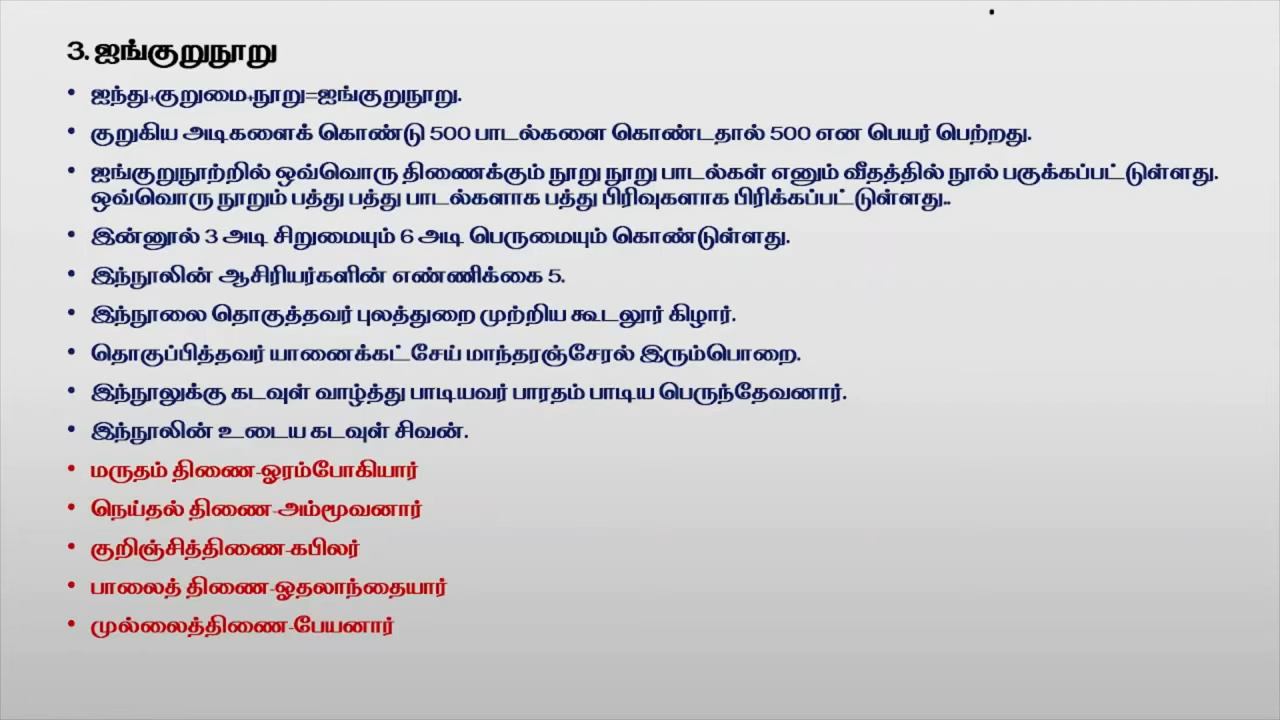 3. ஐங்குறுநூறு
• ஐந்து+குறுமை+நூறு=ஐங்குறுநூறு.
• குறுகிய அடிகளைக் கொண்டு 500 பாடல்களை கொண்டதால் 500 என பெயர் பெற்றது.
• ஐங்குறுநூற்றில் ஒவ்வொரு திணைக்கும் நூறு நூறு பாடல்கள் எனும் வீதத்தில் நூல் பகுக்கப்பட்டுள்ளது.
ஒவ்வொரு நூறும் பத்து பத்து பாடல்களாக பத்து பிரிவுகளாக பிரிக்கப்பட்டுள்ளது..
• இன்னூல் 3 அடி சிறுமையும் 6 அடி பெருமையும் கொண்டுள்ளது.
• இந்நூலின் ஆசிரியர்களின் எண்ணிக்கை 5.
• இந்நூலை தொகுத்தவர் புலத்துறை முற்றிய கூடலூர் கிழார்.
• தொகுப்பித்தவர் யானைக்கட்சேய் மாந்தரஞ்சேரல் இரும்பொறை.
• இந்நூலுக்கு கடவுள் வாழ்த்து பாடியவர் பாரதம் பாடிய பெருந்தேவனார்.
• இந்நூலின் உடைய கடவுள் சிவன்.
• மருதம் திணை-ஓரம்போகியார்
• நெய்தல் திணை-அம்மூவனார்
• குறிஞ்சித்திணை-கபிலர்
• பாலைத் திணை-ஓதலாந்தையார்
• முல்லைத்திணை-பேயனார்